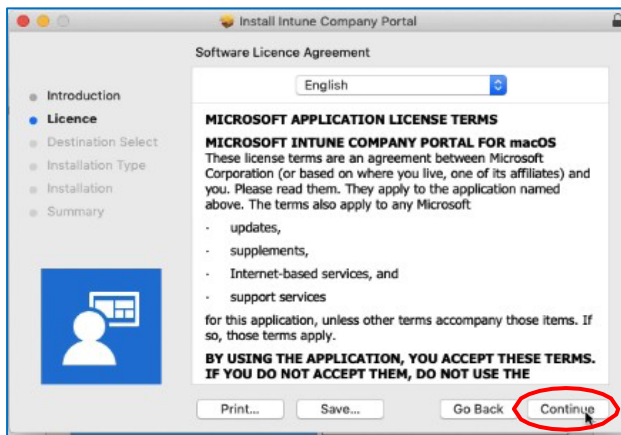 Install Intune Company Portal
Software Licence Agreement
English
Introduction
Licence
Destination Select
Installation Type
Installation
Summary
MICROSOFT APPLICATION LICENSE TERMS
MICROSOFT INTUNE COMPANY PORTAL FOR macOS
These license terms are an agreement between Microsoft
Corporation (or based on where you live, one of its affiliates) and
you. Please read them. They apply to the application named
above. The terms also apply to any Microsoft
· updates,
· supplements,
· Internet-based services, and
· support services
for this application, unless other terms accompany those items. If
so, those terms apply.
BY USING THE APPLICATION, YOU ACCEPT THESE TERMS.
IF YOU DO NOT ACCEPT THEM, DO NOT USE THE
Print... Save... Go Back Continue